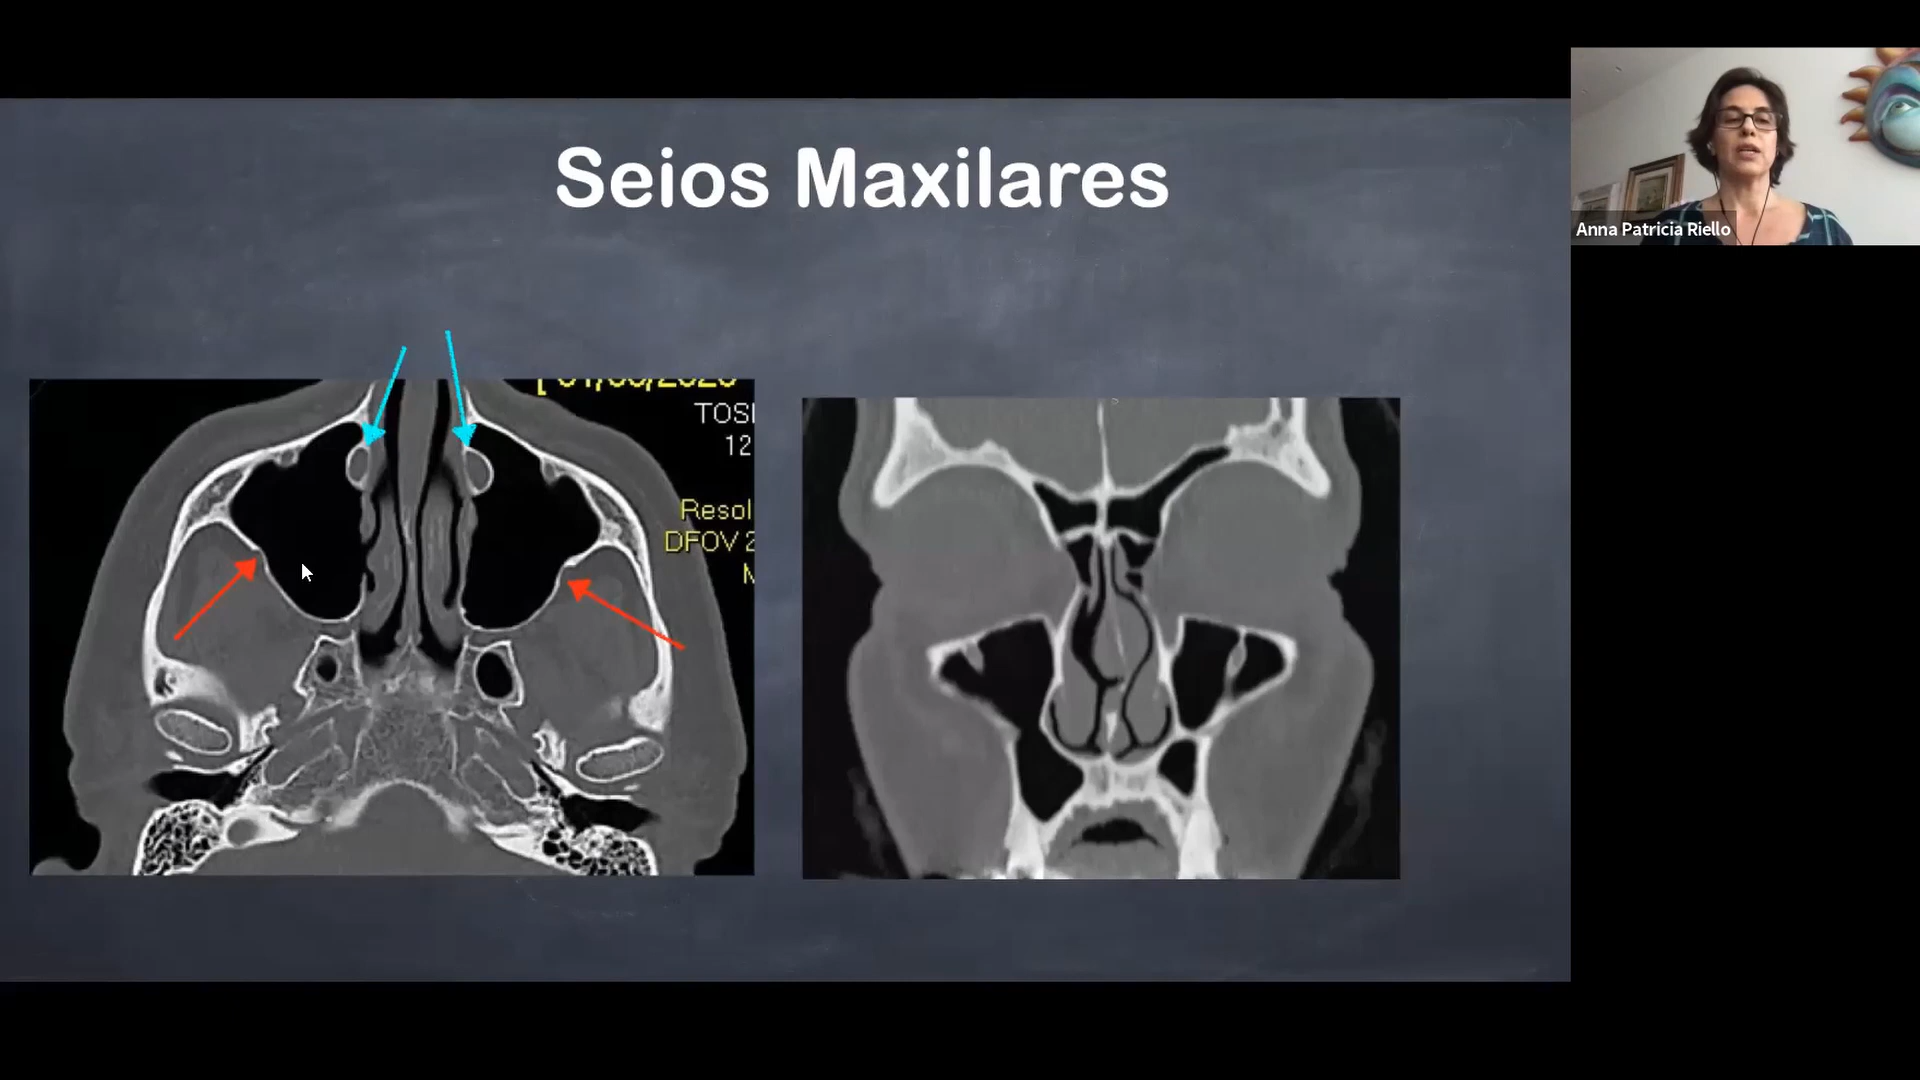 Seios Maxilares
Anna Patricia Riello
TOSI
12
Resol
DFOV 2